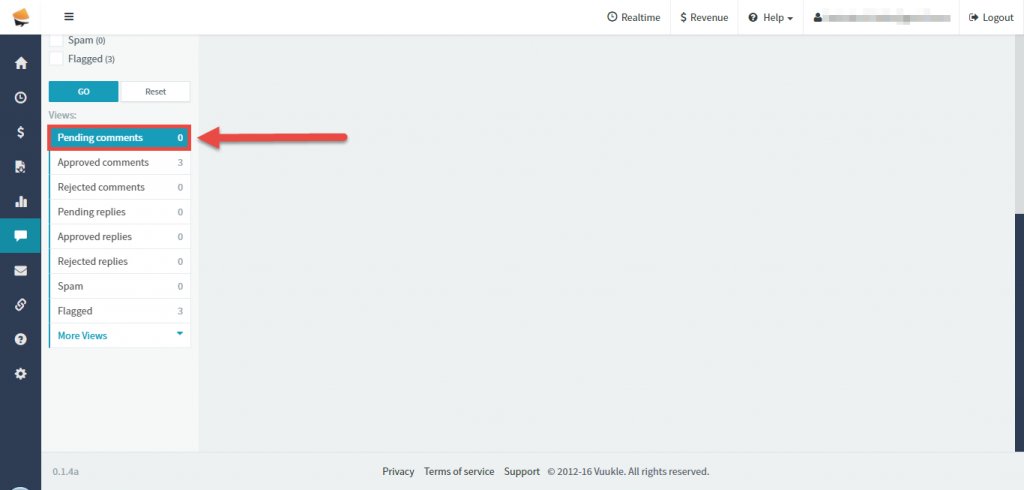 Realtime
$ Revenue
Help
Logout
Spam (0)
Flagged (3)
GO
Reset
Views:
Pending comments 0
Approved comments 3
Rejected comments 0
Pending replies 0
Approved replies 0
Rejected replies 0
Spam 0
Flagged 3
More Views
0.1.4a
Privacy Terms of service Support © 2012-16 Vuukle. All rights reserved.